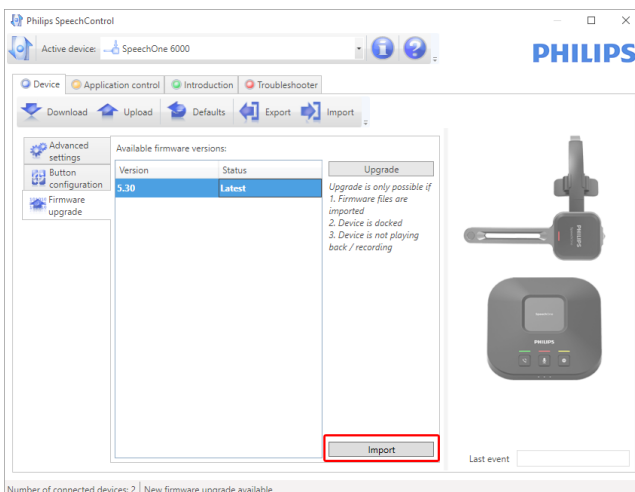 Philips SpeechControl
Active device: SpeechOne 6000
PHILIPS
Device Application control Introduction Troubleshooter
Download Upload Defaults Export Import
Advanced
settings
Button
configuration
Firmware
upgrade
Available firmware versions:
Version Status
5.30 Latest
Upgrade
Upgrade is only possible if
1. Firmware files are
imported
2. Device is docked
3. Device is not playing
back / recording
Import
PHILIPS
PHILIPS
Last event
Number of connected devices: 2 New firmware upgrade available